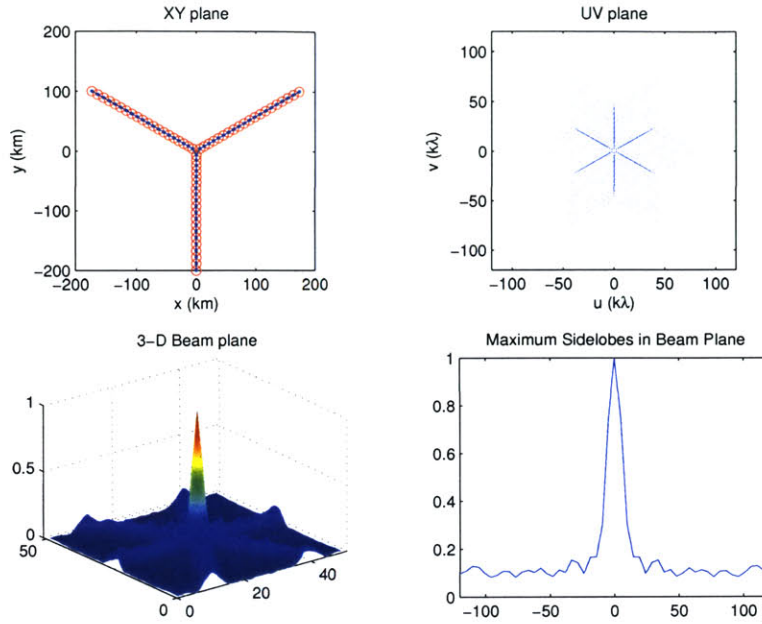 XY plane
200
100
0
−100
−200
y (km)
−200 −100 0 100 200
x (km)
UV plane
100
50
0
−50
−100
v (kλ)
−100 −50 0 50 100
u (kλ)
3−D Beam plane
1
0.5
0
50
0
0
20
40
Maximum Sidelobes in Beam Plane
1
0.8
0.6
0.4
0.2
0
−100 −50 0 50 100